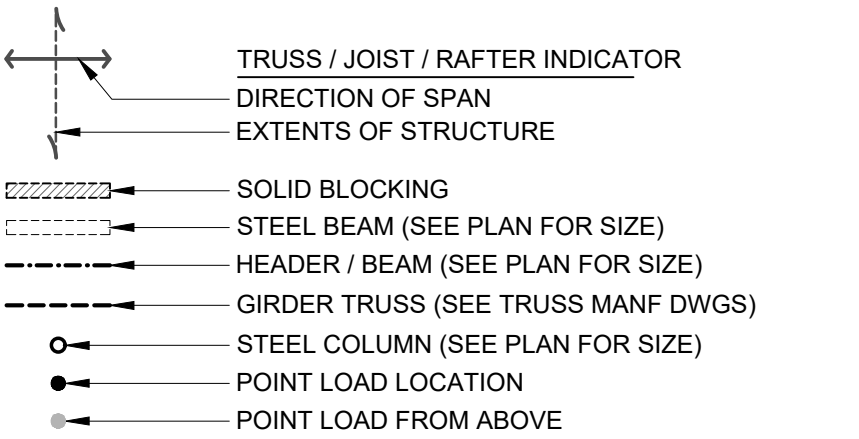 TRUSS / JOIST / RAFTER INDICATOR
DIRECTION OF SPAN
EXTENTS OF STRUCTURE
SOLID BLOCKING
STEEL BEAM (SEE PLAN FOR SIZE)
HEADER / BEAM (SEE PLAN FOR SIZE)
GIRDER TRUSS (SEE TRUSS MANF DWGS)
STEEL COLUMN (SEE PLAN FOR SIZE)
POINT LOAD LOCATION
POINT LOAD FROM ABOVE